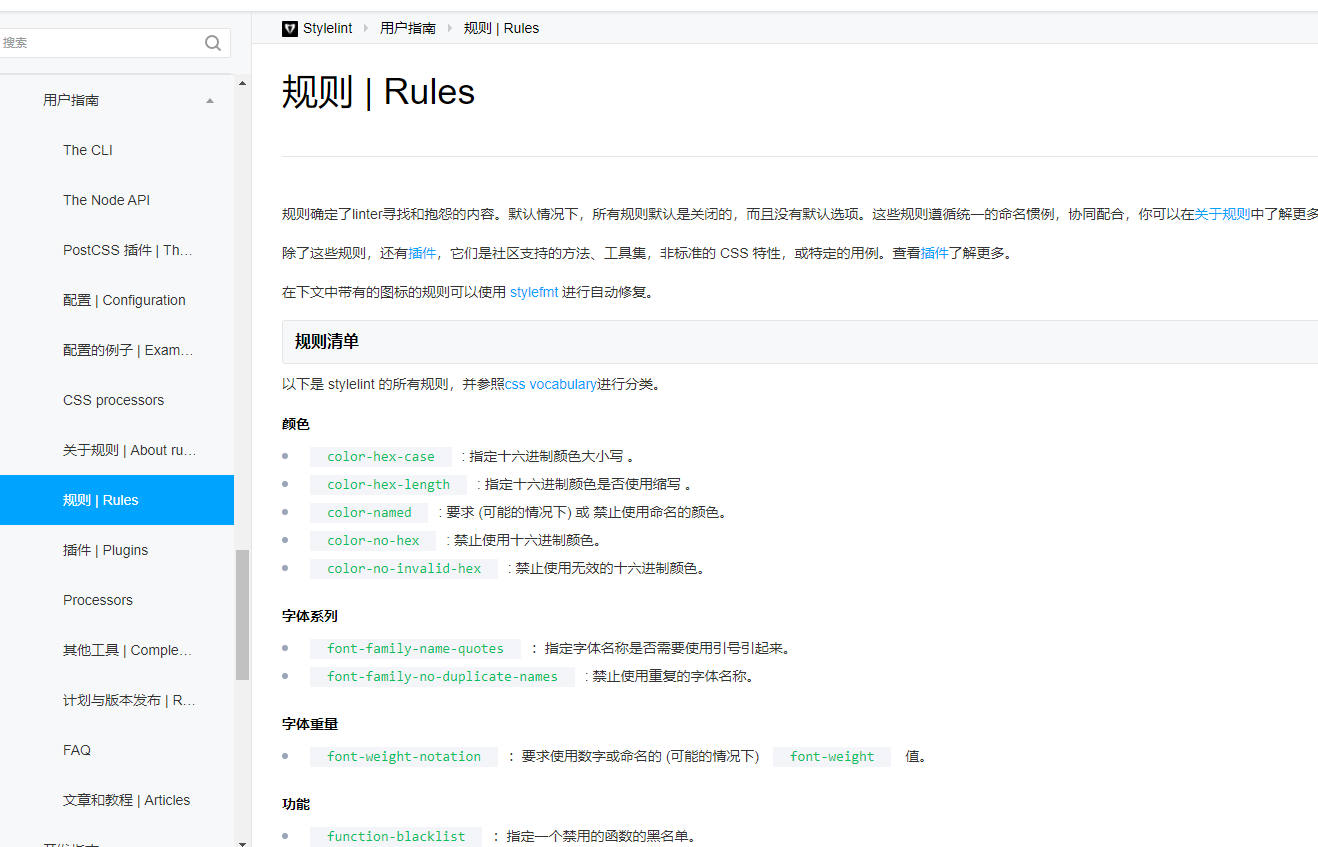 搜索
用户指南
The CLI
The Node API
PostCSS 插件 | Th…
配置 | Configuration
配置的例子 | Exam…
CSS processors
关于规则 | About ru…
规则 | Rules
插件 | Plugins
Processors
其他工具 | Comple…
计划与版本发布 | R…
FAQ
文章和教程 | Articles
Stylelint 用户指南 规则 | Rules
规则 | Rules
规则确定了linter寻找和抱怨的内容。默认情况下，所有规则默认是关闭的，而且没有默认选项。这些规则遵循统一的命名惯例，协同配合，你可以在关于规则中了解更多
除了这些规则，还有插件，它们是社区支持的方法、工具集，非标准的 CSS 特性，或特定的用例。查看插件了解更多。
在下文中带有的图标的规则可以使用 stylefmt 进行自动修复。
规则清单
以下是 stylelint 的所有规则，并参照css vocabulary进行分类。
颜色
color-hex-case : 指定十六进制颜色大小写 。
color-hex-length : 指定十六进制颜色是否使用缩写 。
color-named : 要求 (可能的情况下) 或 禁止使用命名的颜色。
color-no-hex : 禁止使用十六进制颜色。
color-no-invalid-hex : 禁止使用无效的十六进制颜色。
字体系列
font-family-name-quotes ： 指定字体名称是否需要使用引号引起来。
font-family-no-duplicate-names : 禁止使用重复的字体名称。
字体重量
font-weight-notation ： 要求使用数字或命名的 (可能的情况下) font-weight 值。
功能
function-blacklist ： 指定一个禁用的函数的黑名单。